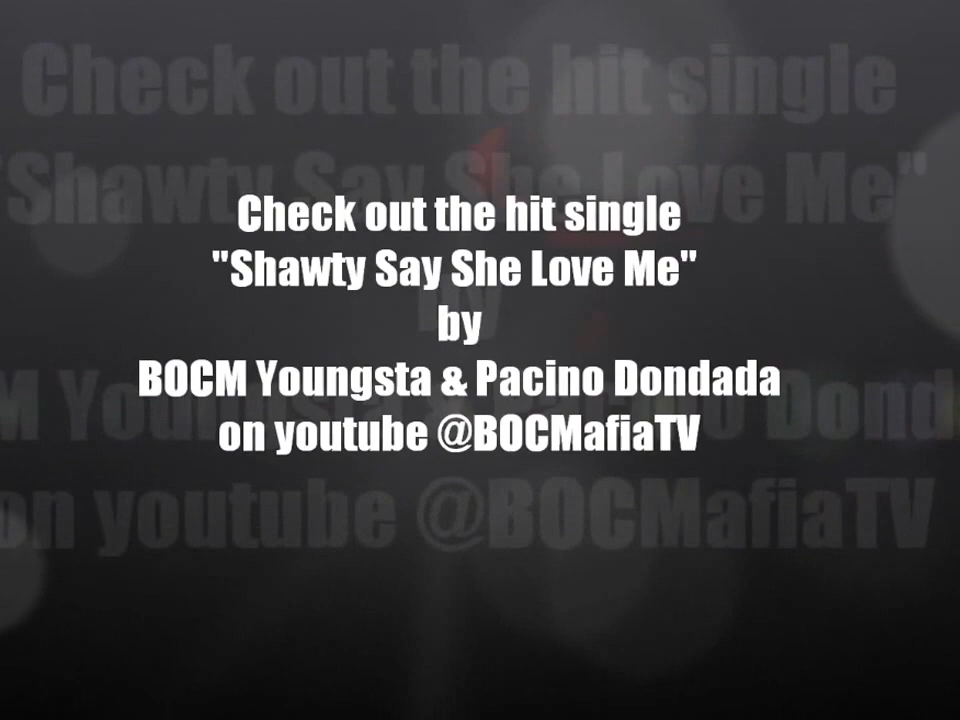 Check out the hit single
"Shawty Say She Love Me"
by
BOCM Youngsta & Pacino Dondada
on youtube @BOCMafiaTV